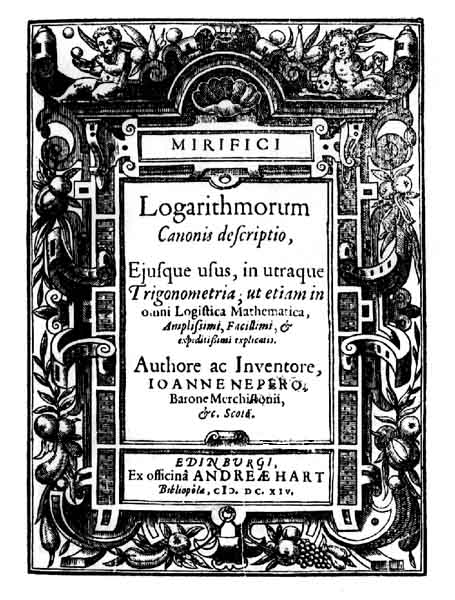 MIRIFICI
Logarithmorum
Canonis deſcriptio,
Ejuſque uſus, in utraque
Trigonometria; ut etiam in
omni Logiſtica Mathematica,
Ampliſſimi, Facillimi, &
expeditiſſimi explicatio.
Authore ac Inventore,
IOANNE NEPERO,
Barone Merchiſtonii,
&c. Scoto.
EDINBURGI,
Ex officinâ ANDREÆ HART
Bibliopôlæ, CIↃ. DC. XIV.